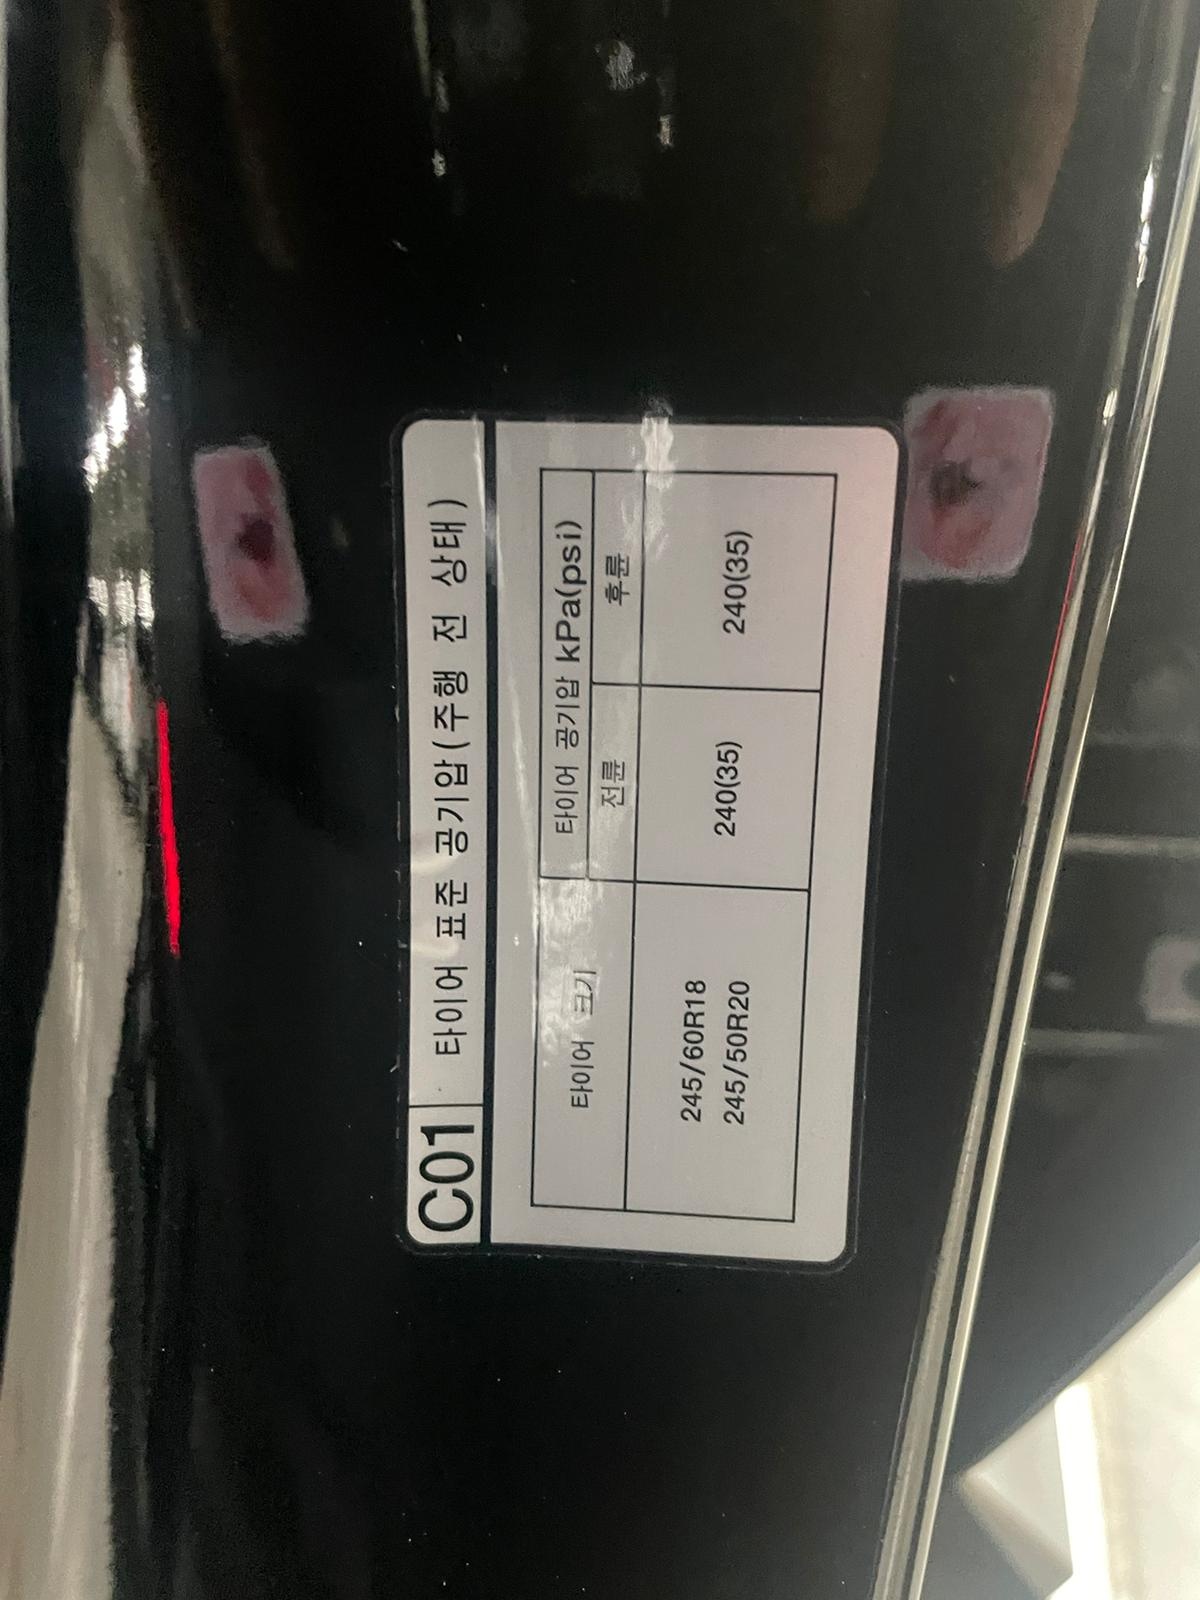 C01 타이어 표준 공기압(주행 전 상태)
타이어 크기 타이어 공기압 kPa(psi)
전륜 후륜
245/60R18
245/50R20
240(35) 240(35)